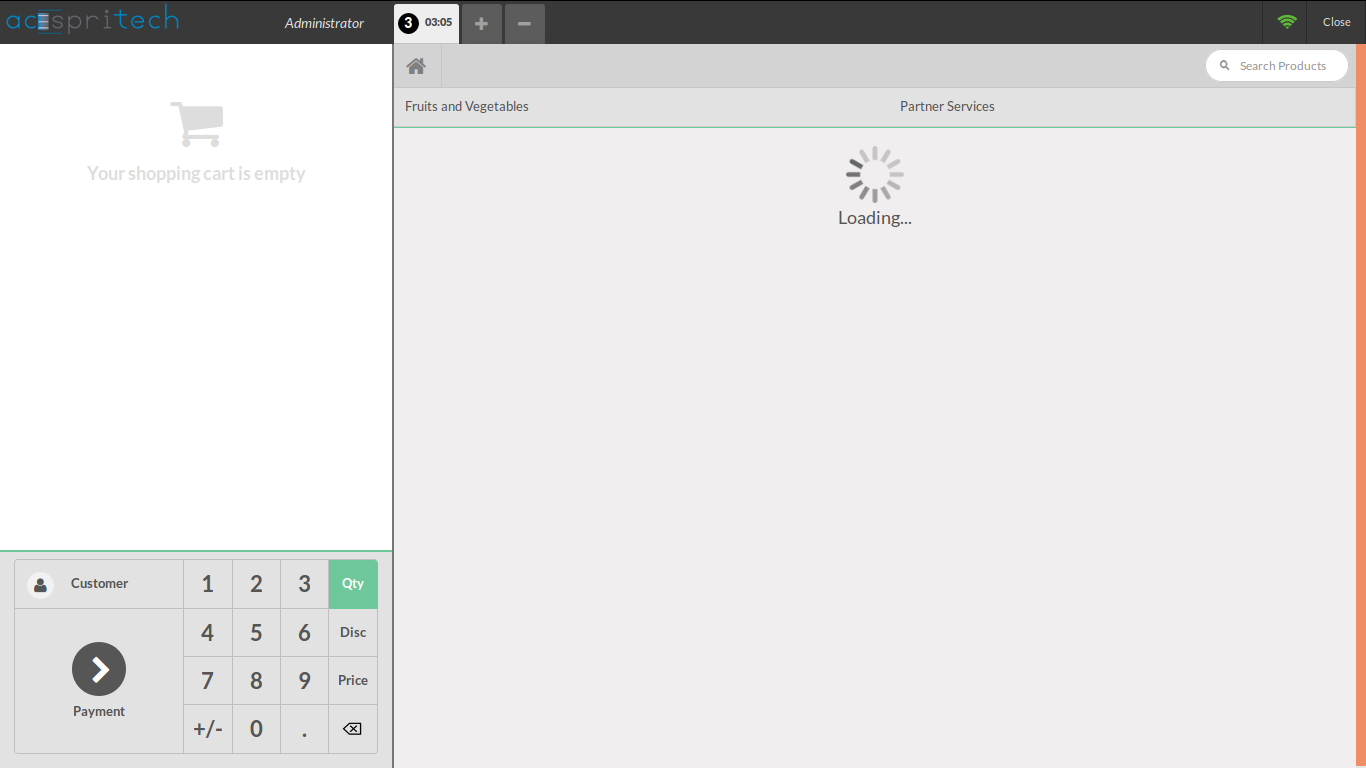 acespritech
Administrator
3 03:05
Close
Search Products
Fruits and Vegetables
Partner Services
Your shopping cart is empty
Loading...
Customer
1 2 3 Qty
4 5 6 Disc
7 8 9 Price
Payment
+/- 0 .